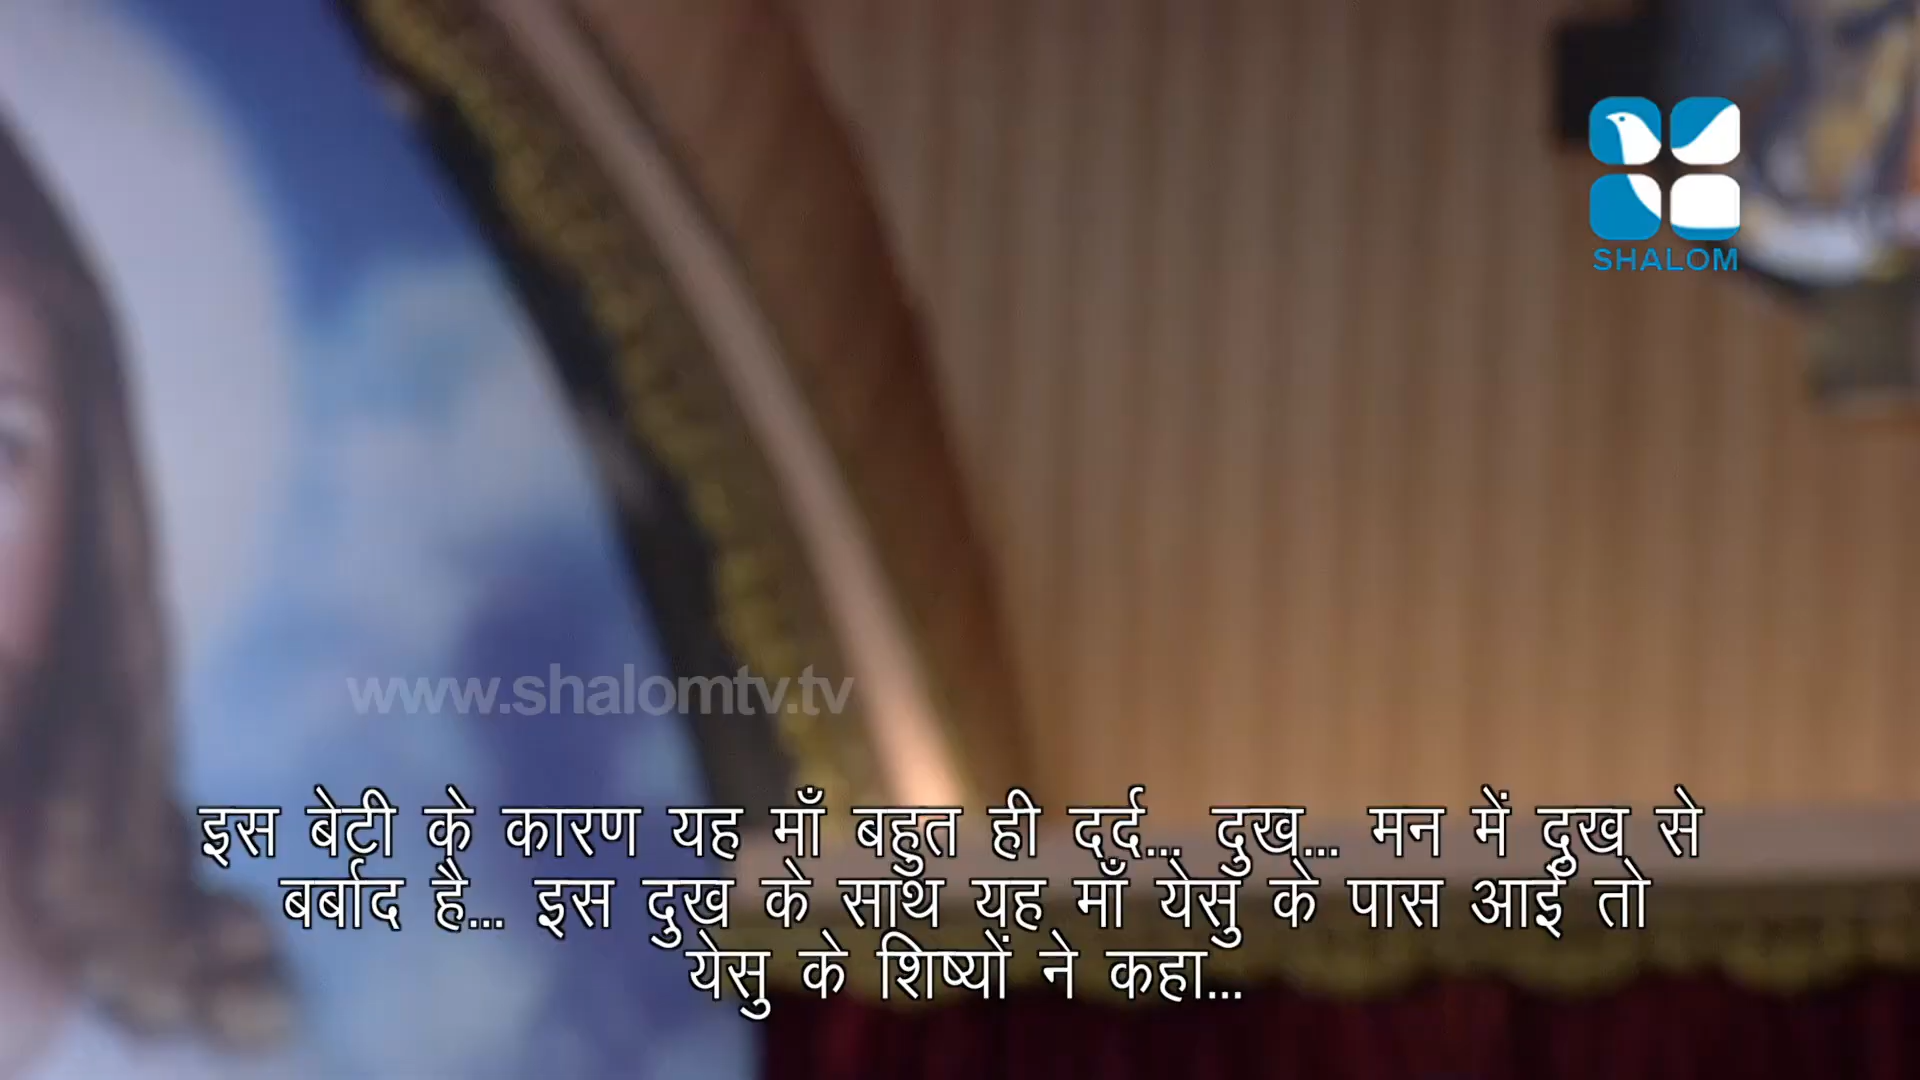 SHALOM
www.shalomtv.tv
इस बेटी के कारण यह माँ बहुत ही दर्द... दुख... मन में दुख से
बर्बाद है... इस दुख के साथ यह माँ येसु के पास आई तो
येसु के शिष्यों ने कहा...